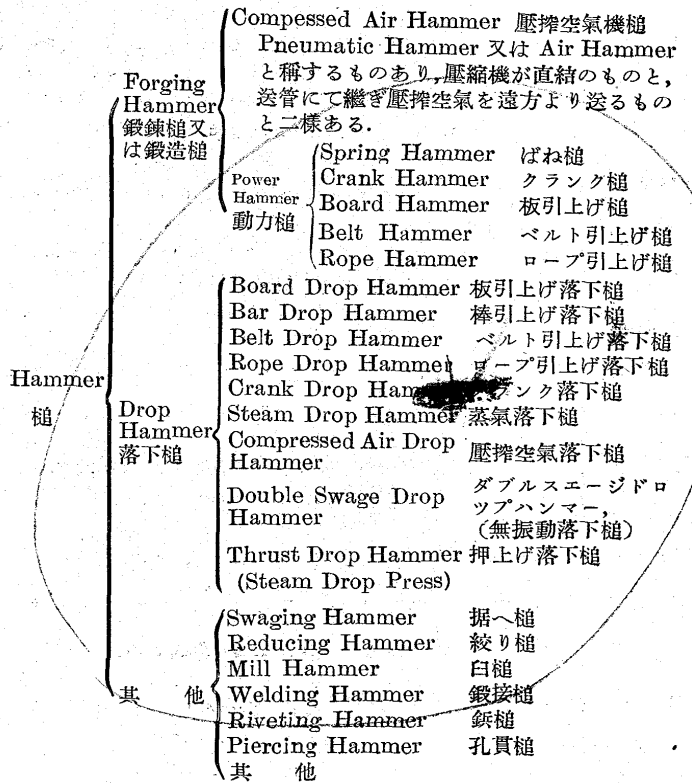 Hammer
槌
Forging
Hammer
鍛錬槌又
は鍛造槌
Compessed Air Hammer 壓搾空氣機槌
Pneumatic Hammer 又は Air Hammer
と稱するものあり,壓縮機が直結のものと,
送管にて繼ぎ壓搾空氣を遠方より送るもの
と二樣ある.
Power
Hammer
動力槌
Spring Hammer ばね槌
Crank Hammer クランク槌
Board Hammer 板引上げ槌
Belt Hammer ベルト引上げ槌
Rope Hammer ロープ引上げ槌
Drop
Hammer
落下槌
Board Drop Hammer 板引上げ落下槌
Bar Drop Hammer 棒引上げ落下槌
Belt Drop Hammer ベルト引上げ落下槌
Rope Drop Hammer ロープ引上げ落下槌
Crank Drop ンク落下槌
Steam Drop Hammer 蒸氣落下槌
Compressed Air Drop
Hammer 壓搾空氣落下槌
Double Swage Drop
Hammer
ダブルスエージドロ
ツプハンマー,
(無振動落下槌)
Thrust Drop Hammer 押上げ落下槌
(Steam Drop Press)
其 他
Swaging Hammer 据へ槌
Reducing Hammer 絞り槌
Mill Hammer 臼槌
Welding Hammer 鍛接槌
Riveting Hammer 鋲槌
Piercing Hammer 孔貫槌
其 他